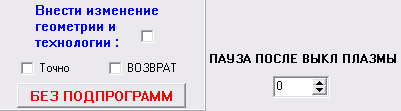 Внести изменение
геометрии и
технологии :
Точно
ВОЗВРАТ
БЕЗ ПОДПРОГРАММ
ПАУЗА ПОСЛЕ ВЫКЛ ПЛАЗМЫ
0